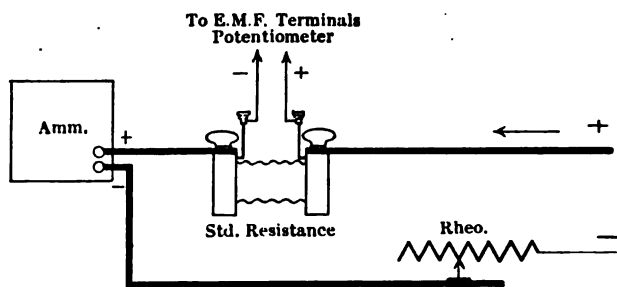 To E.M.F. Terminals
Potentiometer
− +
Amm.
+
−
+
Std. Resistance
Rheo.
−